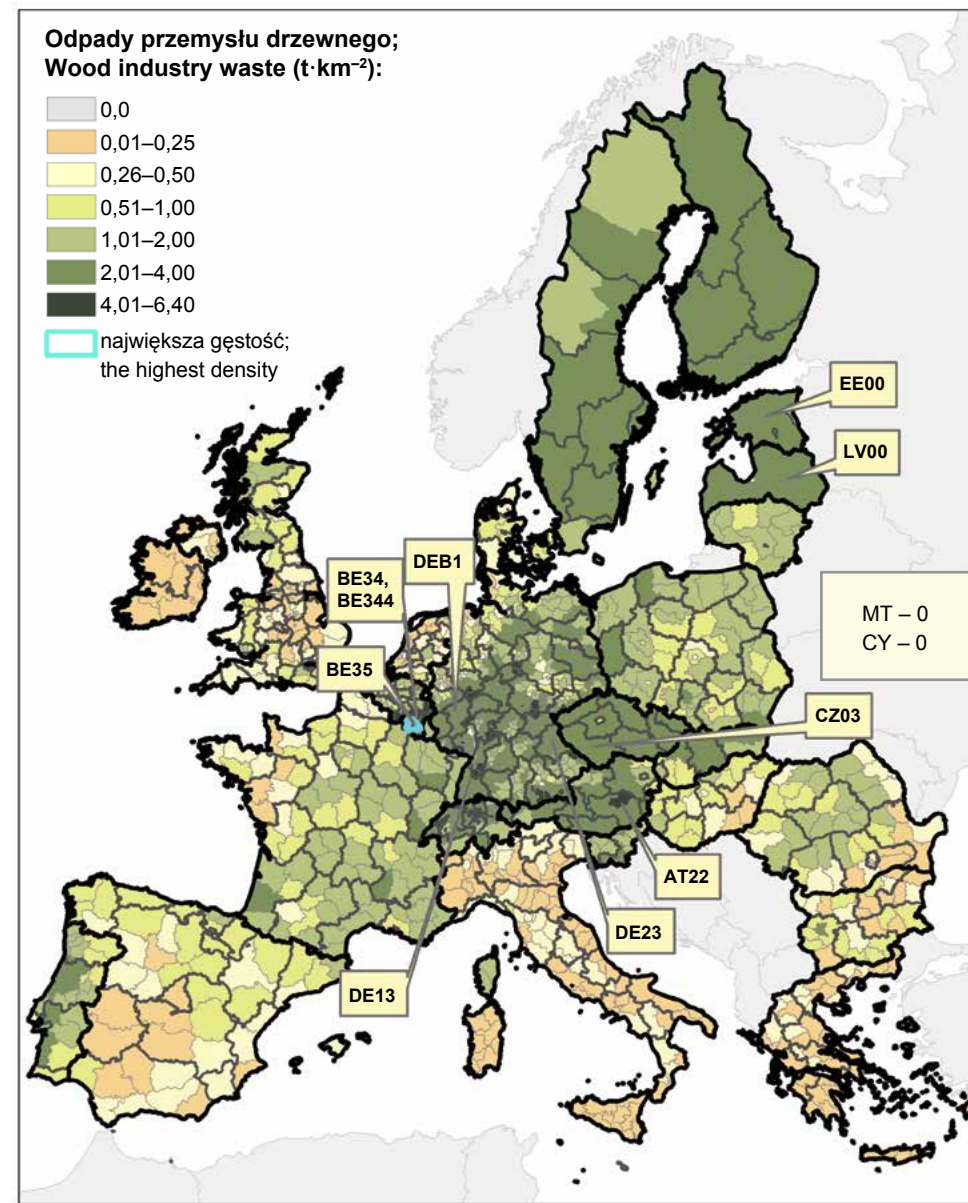 Odpady przemysłu drzewnego;
Wood industry waste (t·km⁻²):
0,0
0,01–0,25
0,26–0,50
0,51–1,00
1,01–2,00
2,01–4,00
4,01–6,40
największa gęstość;
the highest density
EE00
LV00
DEB1
BE34,
BE344
BE35
MT – 0
CY – 0
CZ03
AT22
DE23
DE13